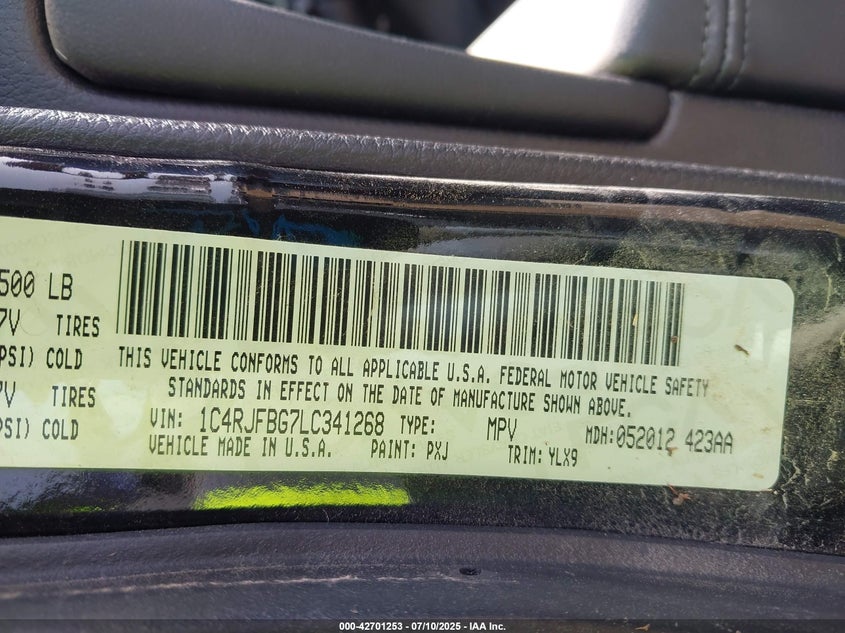 500 LB
7V TIRES
PSI) COLD
7V TIRES
PSI) COLD
THIS VEHICLE CONFORMS TO ALL APPLICABLE U.S.A. FEDERAL MOTOR VEHICLE SAFETY
STANDARDS IN EFFECT ON THE DATE OF MANUFACTURE SHOWN ABOVE.
VIN: 1C4RJFBG7LC341268 TYPE: MPV MDH:052012 423AA
VEHICLE MADE IN U.S.A. PAINT: PXJ TRIM: YLX9
000-42701253 — 07/10/2025 — IAA Inc.